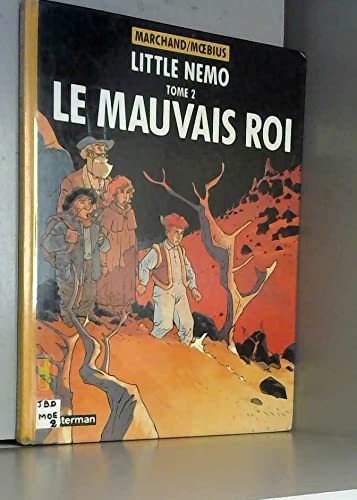 MARCHAND/MŒBIUS
LITTLE NEMO
TOME 2
LE MAUVAIS ROI
JBD
MOE
2
terman